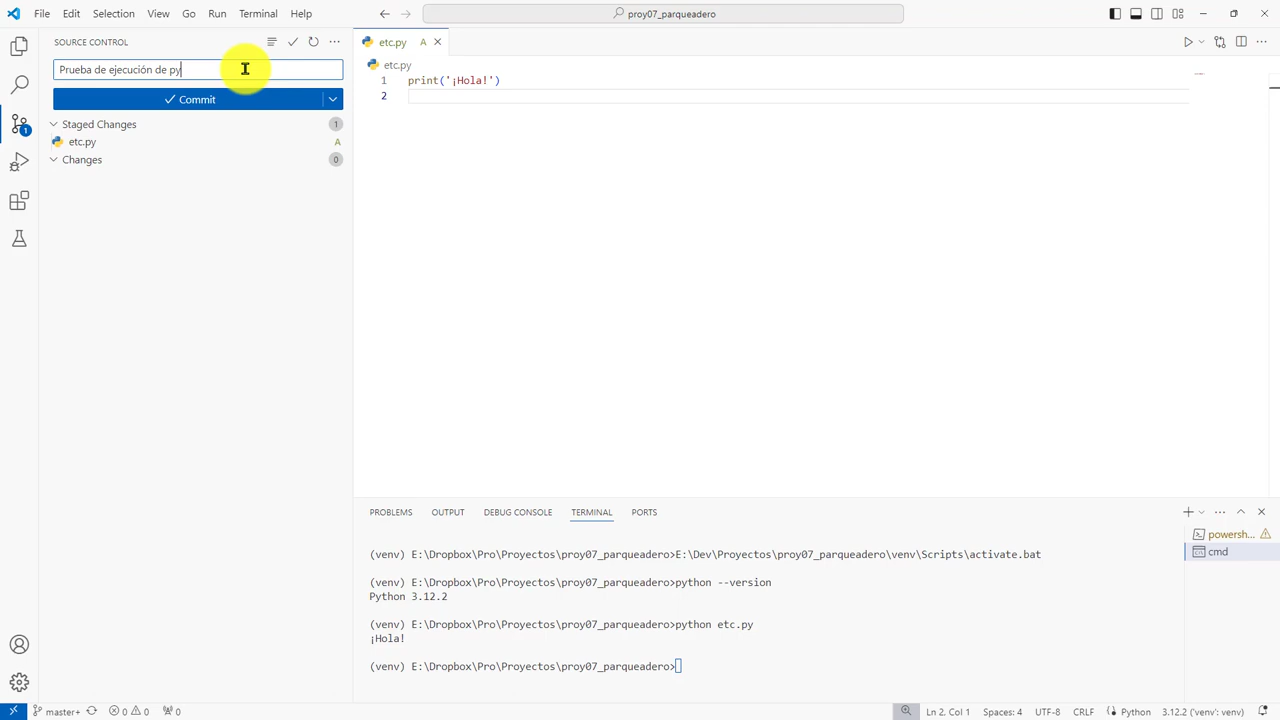 File Edit Selection View Go Run Terminal Help
proy07_parqueadero
SOURCE CONTROL
Prueba de ejecución de py
Commit
Staged Changes 1
etc.py A
Changes 0
1
etc.py A
etc.py
1 print('¡Hola!')
2
PROBLEMS OUTPUT DEBUG CONSOLE TERMINAL PORTS
(venv) E:\Dropbox\Pro\Proyectos\proy07_parqueadero>E:\Dev\Proyectos\proy07_parqueadero\venv\Scripts\activate.bat
(venv) E:\Dropbox\Pro\Proyectos\proy07_parqueadero>python --version
Python 3.12.2
(venv) E:\Dropbox\Pro\Proyectos\proy07_parqueadero>python etc.py
¡Hola!
(venv) E:\Dropbox\Pro\Proyectos\proy07_parqueadero>
powersh...
cmd
master+ 0 0 0 Ln 2, Col 1 Spaces: 4 UTF-8 CRLF Python 3.12.2 ('venv': venv)